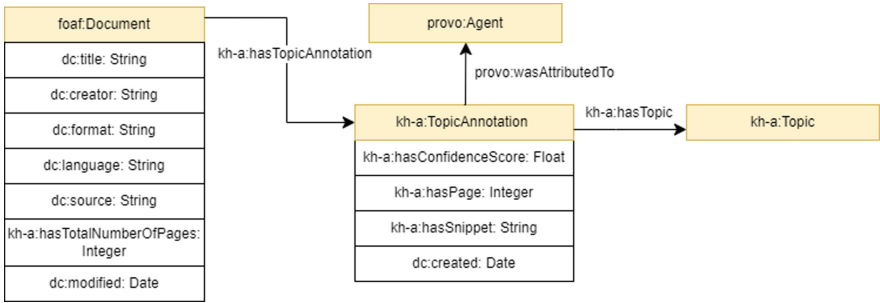 foaf:Document
dc:title: String
dc:creator: String
dc:format: String
dc:language: String
dc:source: String
kh-a:hasTotalNumberOfPages:
Integer
dc:modified: Date
kh-a:hasTopicAnnotation
provo:Agent
provo:wasAttributedTo
kh-a:TopicAnnotation
kh-a:hasConfidenceScore: Float
kh-a:hasPage: Integer
kh-a:hasSnippet: String
dc:created: Date
kh-a:hasTopic
kh-a:Topic